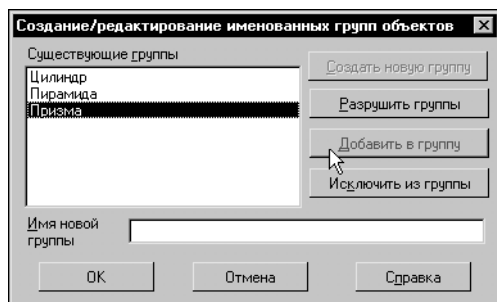 Создание/редактирование именованных групп объектов
Существующие группы
Цилиндр
Пирамида
Призма
Создать новую группу
Разрушить группы
Добавить в группу
Исключить из группы
Имя новой
группы
OK
Отмена
Справка